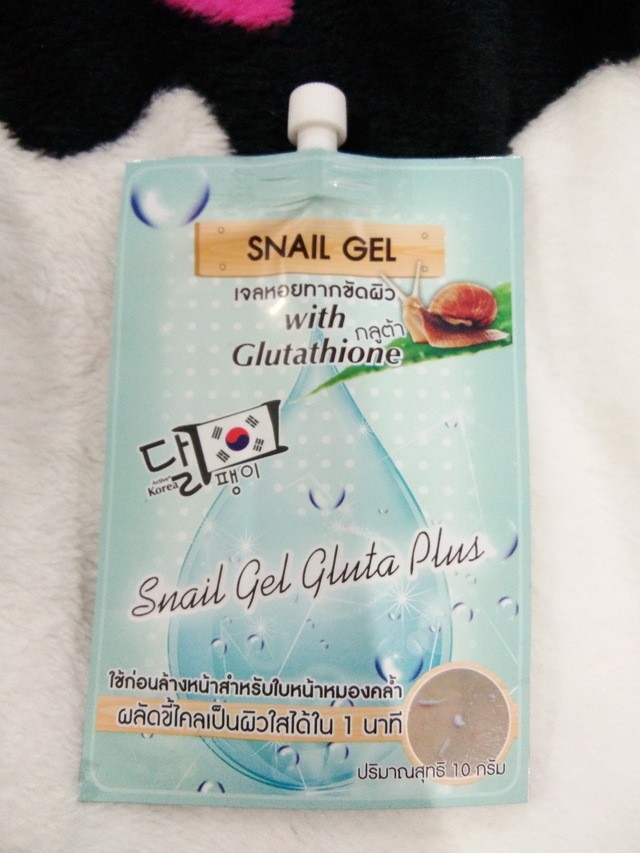 SNAIL GEL
เจลหอยทากขัดผิว
with กลูต้า
Glutathione
달팽이
Active's Korea
Snail Gel Gluta Plus
ใช้ก่อนล้างหน้าสำหรับใบหน้าหมองคล้ำ
ผลัดขี้ไคลเป็นผิวใสได้ใน 1 นาที
ปริมาณสุทธิ 10 กรัม